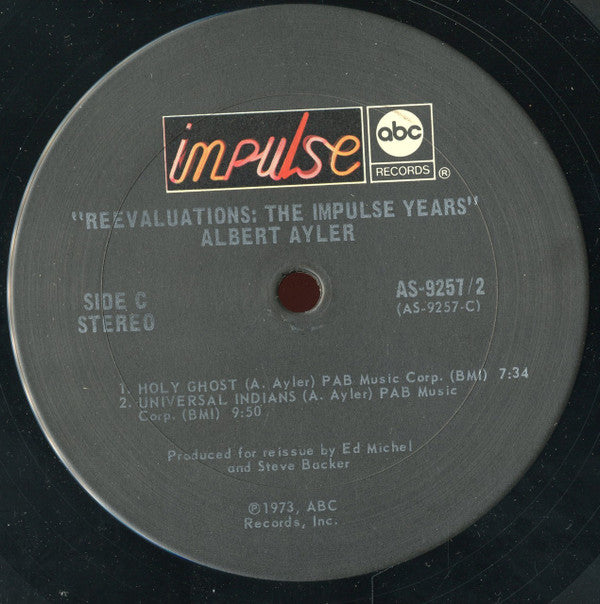 impulse
abc
RECORDS ®
"REEVALUATIONS: THE IMPULSE YEARS"
ALBERT AYLER
SIDE C
STEREO
AS-9257/2
(AS-9257-C)
1. HOLY GHOST (A. Ayler) PAB Music Corp. (BMI) 7:34
2. UNIVERSAL INDIANS (A. Ayler) PAB Music
Corp. (BMI) 9:50
Produced for reissue by Ed Michel
and Steve Backer
℗1973, ABC
Records, Inc.